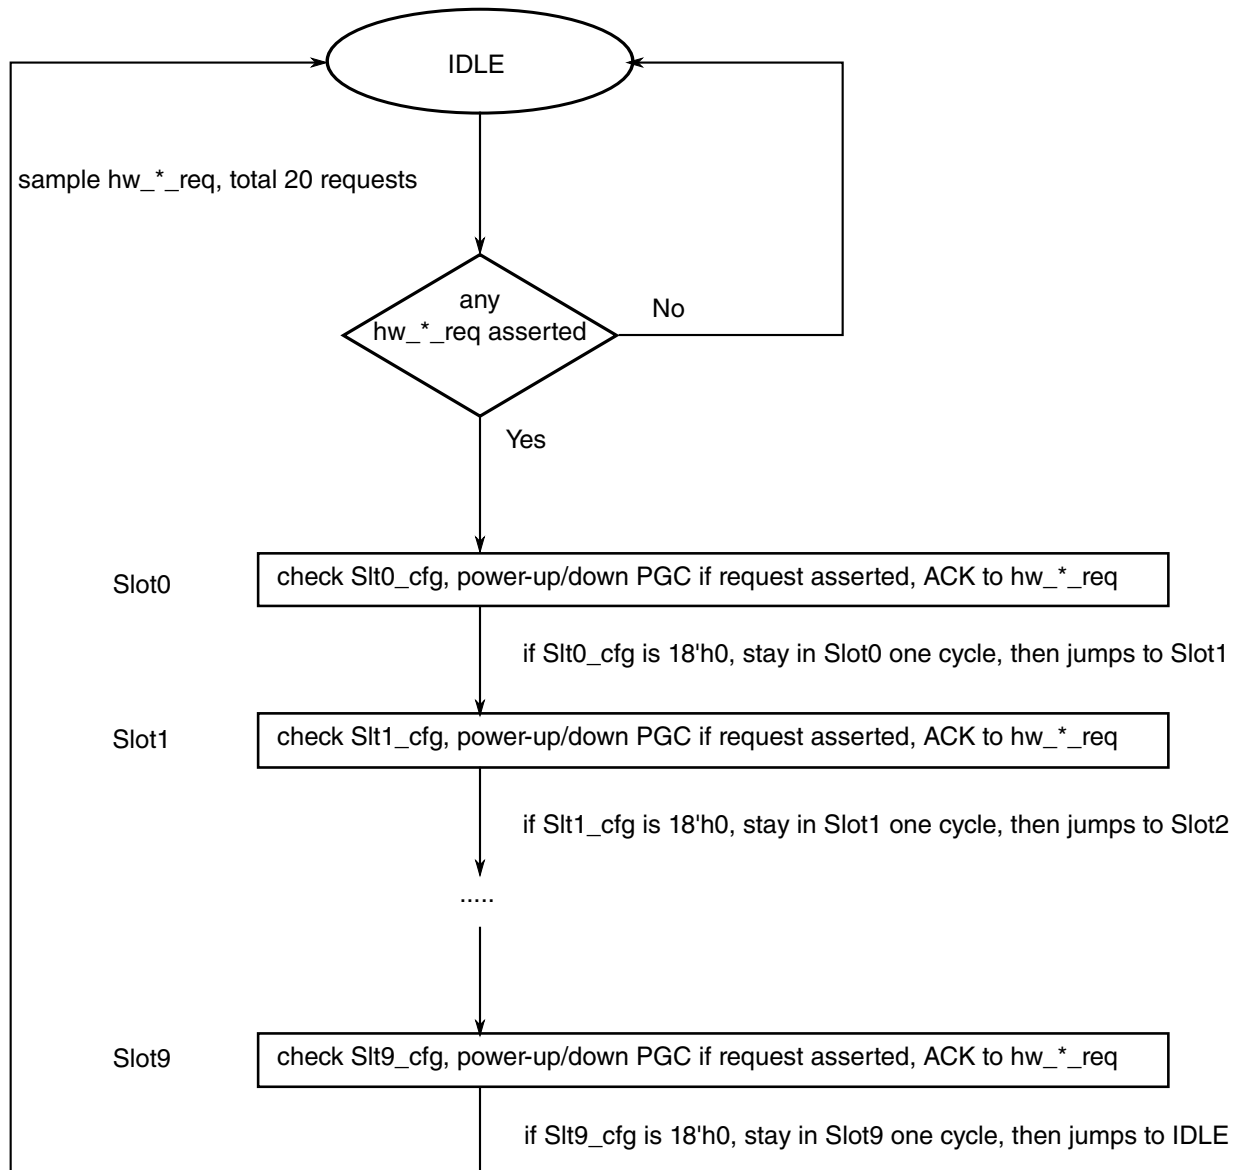 IDLE
sample hw_*_req, total 20 requests
any
hw_*_req asserted
No
Yes
Slot0
check Slt0_cfg, power-up/down PGC if request asserted, ACK to hw_*_req
if Slt0_cfg is 18'h0, stay in Slot0 one cycle, then jumps to Slot1
Slot1
check Slt1_cfg, power-up/down PGC if request asserted, ACK to hw_*_req
if Slt1_cfg is 18'h0, stay in Slot1 one cycle, then jumps to Slot2
.....
Slot9
check Slt9_cfg, power-up/down PGC if request asserted, ACK to hw_*_req
if Slt9_cfg is 18'h0, stay in Slot9 one cycle, then jumps to IDLE